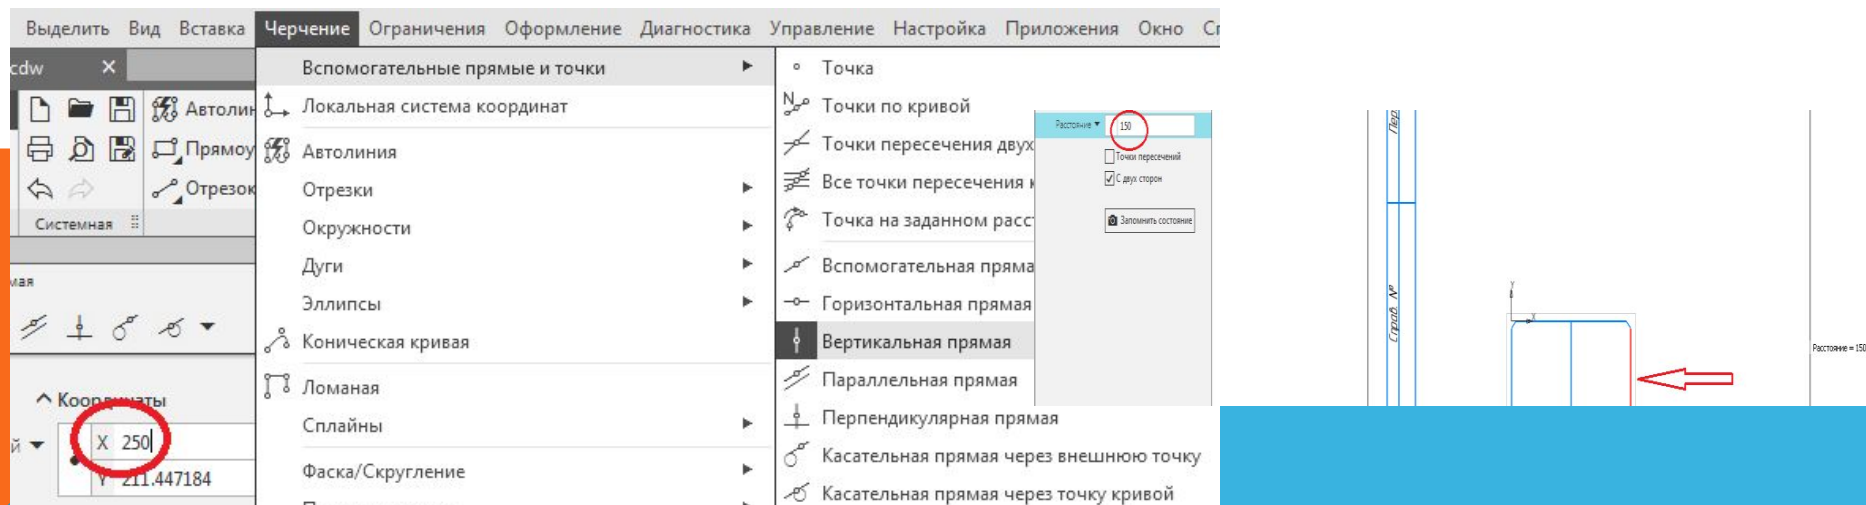 Выделить Вид Вставка Черчение Ограничения Оформление Диагностика Управление Настройка Приложения Окно
cdw
Вспомогательные прямые и точки
Локальная система координат
Автолиния
Отрезки
Окружности
Дуги
Эллипсы
Коническая кривая
Ломаная
Сплайны
Фаска/Скругление
Автолин
Прямоу
Отрезок
Системная
мая
Координаты
й
X 250
Y 211.447184
Точка
Точки по кривой
Точки пересечения двух
Все точки пересечения к
Точка на заданном расс
Вспомогательная пряма
Горизонтальная прямая
Вертикальная прямая
Параллельная прямая
Перпендикулярная прямая
Касательная прямая через внешнюю точку
Касательная прямая через точку кривой
Расстояние 150
Точки пересечений
С двух сторон
Запомнить состояние
Пер
Справ. №
Y
X
Расстояние = 150